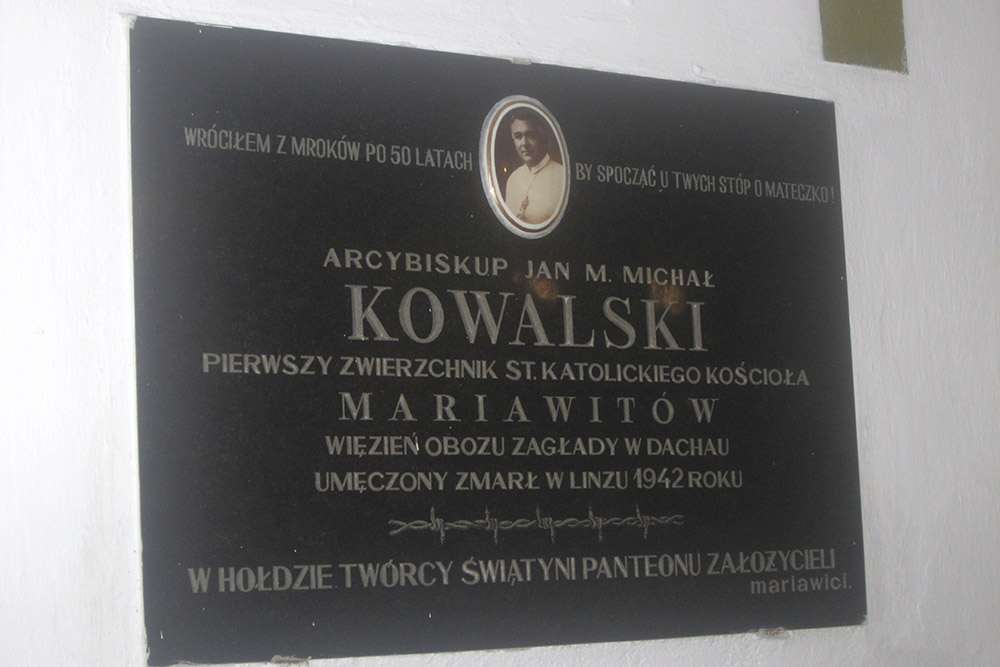 WRÓCIŁEM Z MROKÓW PO 50 LATACH BY SPOCZĄĆ U TWYCH STÓP O MATECZKO!
ARCYBISKUP JAN M. MICHAŁ
KOWALSKI
PIERWSZY ZWIERZCHNIK ST. KATOLICKIEGO KOŚCIOŁA
MARIAWITÓW
WIĘZIEŃ OBOZU ZAGŁADY W DACHAU
UMĘCZONY ZMARŁ W LINZU 1942 ROKU
W HOŁDZIE TWÓRCY ŚWIĄTYNI PANTEONU ZAŁOZYCIELI
mariawici.